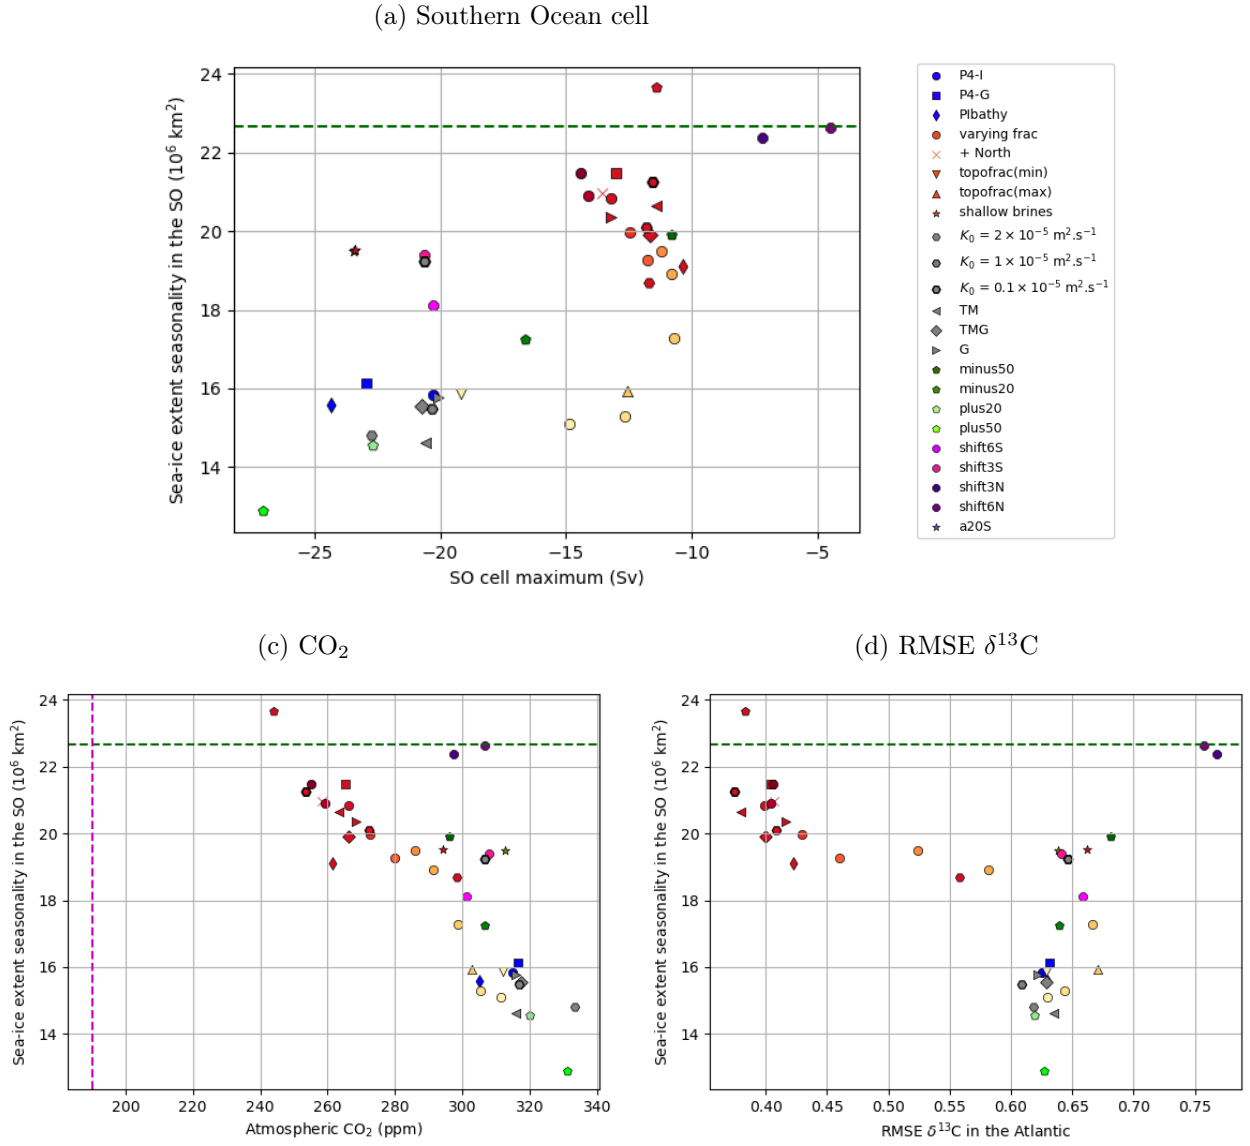 (a) Southern Ocean cell
Sea-ice extent seasonality in the SO (10⁶ km²)
24
22
20
18
16
14
−25
−20
−15
−10
−5
SO cell maximum (Sv)
P4-I
P4-G
PIbathy
varying frac
+ North
topofrac(min)
topofrac(max)
shallow brines
K₀ = 2 × 10⁻⁵ m².s⁻¹
K₀ = 1 × 10⁻⁵ m².s⁻¹
K₀ = 0.1 × 10⁻⁵ m².s⁻¹
TM
TMG
G
minus50
minus20
plus20
plus50
shift6S
shift3S
shift3N
shift6N
a20S
(c) CO₂
Sea-ice extent seasonality in the SO (10⁶ km²)
24
22
20
18
16
14
200
220
240
260
280
300
320
340
Atmospheric CO₂ (ppm)
(d) RMSE δ¹³C
Sea-ice extent seasonality in the SO (10⁶ km²)
24
22
20
18
16
14
0.40
0.45
0.50
0.55
0.60
0.65
0.70
0.75
RMSE δ¹³C in the Atlantic